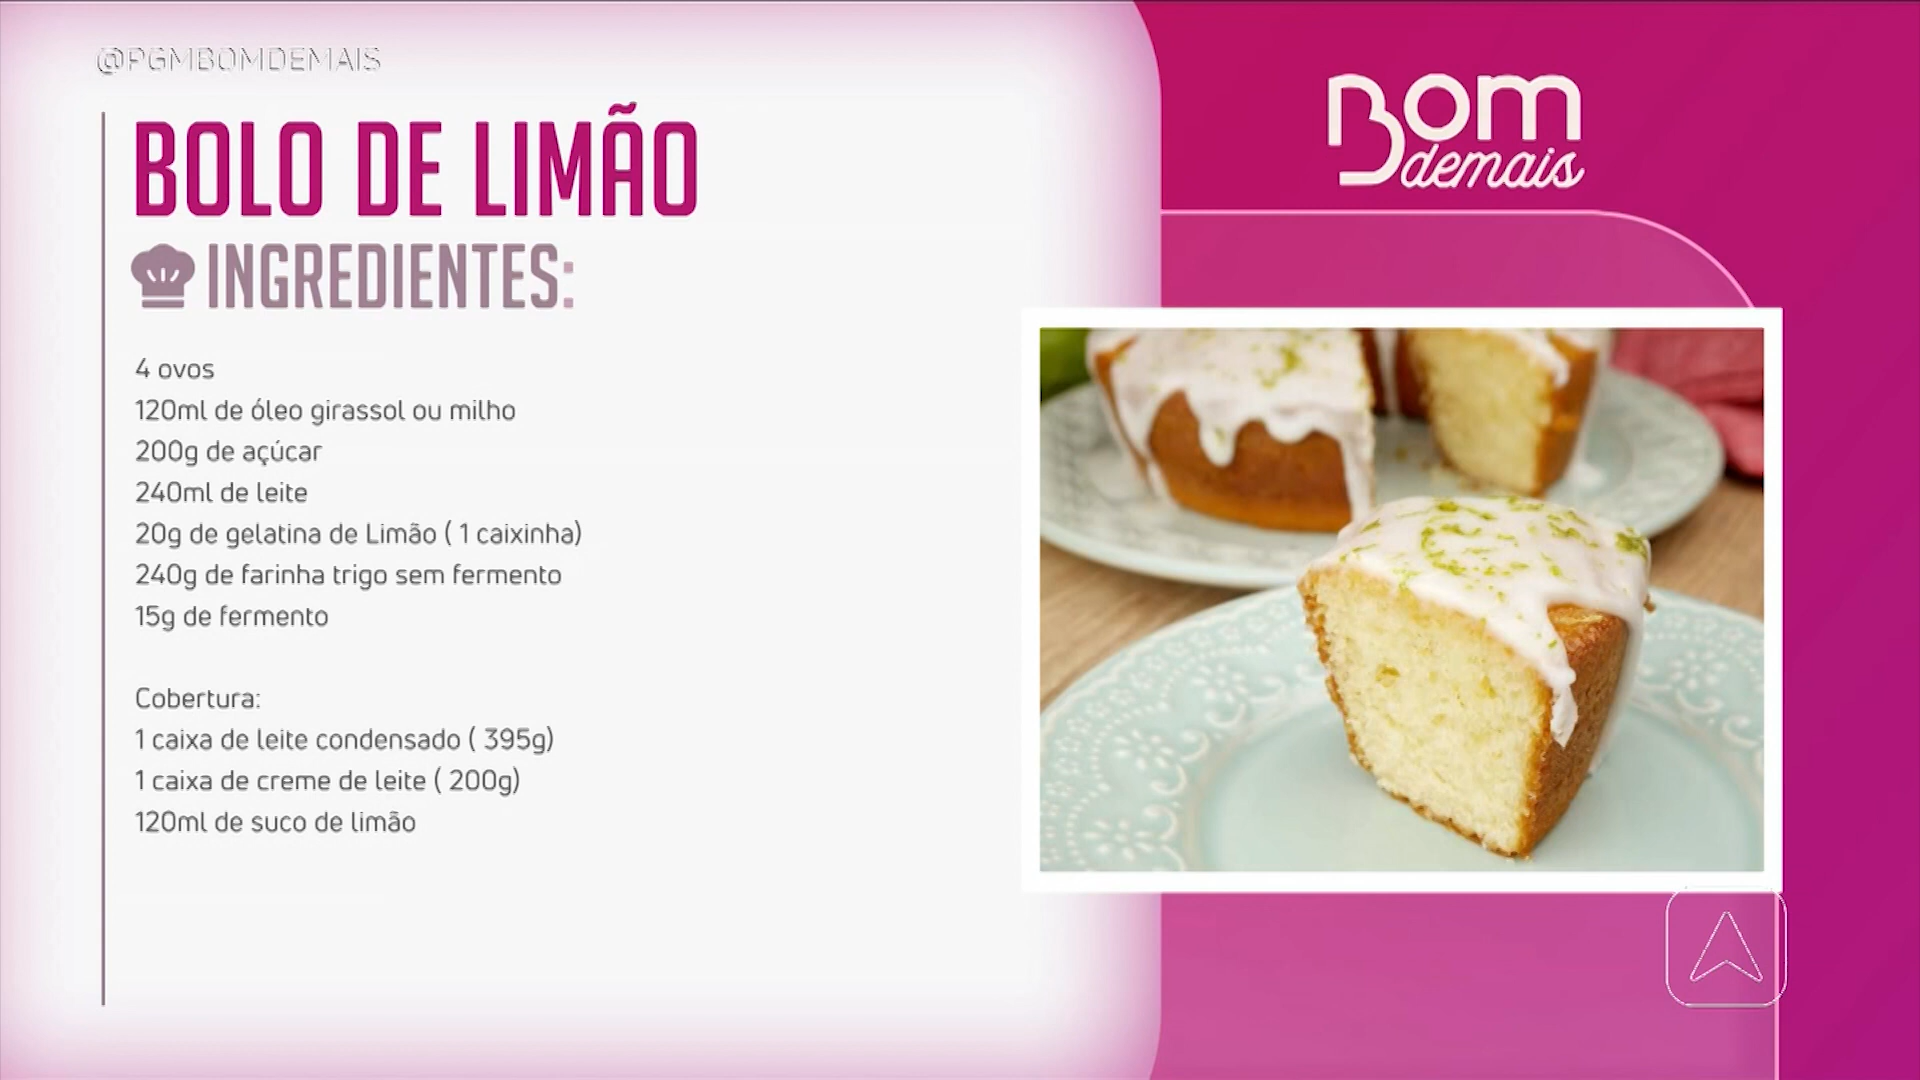 @PGMBOMDEMAIS
BOLO DE LIMÃO
INGREDIENTES:
4 ovos
120ml de óleo girassol ou milho
200g de açúcar
240ml de leite
20g de gelatina de Limão ( 1 caixinha)
240g de farinha trigo sem fermento
15g de fermento
Cobertura:
1 caixa de leite condensado ( 395g)
1 caixa de creme de leite ( 200g)
120ml de suco de limão
Bom
demais